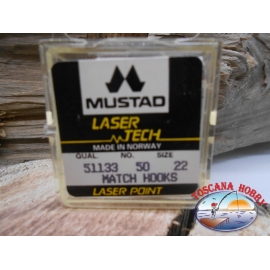 MUSTAD
LASER
TECH
MADE IN NORWAY
QUAL. NO. SIZE
51133 50 22
MATCH HOOKS
LASER POINT
TOSCANA HOBBY